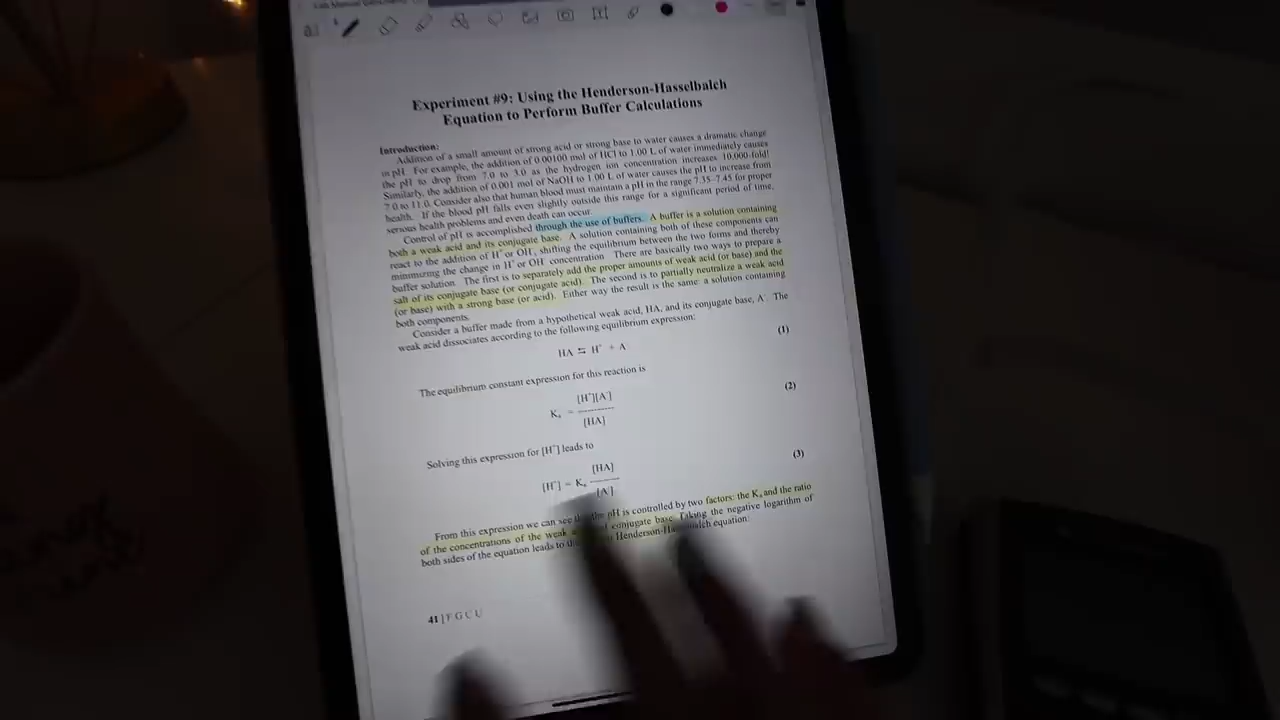 Experiment #9: Using the Henderson-Hasselbalch
Equation to Perform Buffer Calculations
Introduction:
Addition of a small amount of strong acid or strong base to water causes a dramatic change
in pH. For example, the addition of 0.00100 mol of HCl to 1.00 L of water immediately causes
the pH to drop from 7.0 to 3.0 as the hydrogen ion concentration increases 10,000-fold!
Similarly, the addition of 0.001 mol of NaOH to 1.00 L of water causes the pH to increase from
7.0 to 11.0. Consider also that human blood must maintain a pH in the range 7.35-7.45 for proper
health. If the blood pH falls even slightly outside this range for a significant period of time,
serious health problems and even death can occur.
Control of pH is accomplished through the use of buffers. A buffer is a solution containing
both a weak acid and its conjugate base. A solution containing both of these components can
react to the addition of H⁺ or OH⁻, shifting the equilibrium between the two forms and thereby
minimizing the change in H⁺ or OH⁻ concentration. There are basically two ways to prepare a
buffer solution. The first is to separately add the proper amounts of weak acid (or base) and the
salt of its conjugate base (or conjugate acid). The second is to partially neutralize a weak acid
(or base) with a strong base (or acid). Either way the result is the same: a solution containing
both components.
Consider a buffer made from a hypothetical weak acid, HA, and its conjugate base, A⁻. The
weak acid dissociates according to the following equilibrium expression:
HA ⇆ H⁺ + A (1)
The equilibrium constant expression for this reaction is
Kₐ = [H⁺][A⁻] / [HA] (2)
Solving this expression for [H⁺] leads to
[H⁺] = Kₐ [HA] / [A⁻] (3)
From this expression we can see the pH is controlled by two factors: the Kₐ and the ratio
of the concentrations of the weak conjugate base. Taking the negative logarithm of
both sides of the equation leads to Henderson-Hasselbalch equation:
41 | F G C U